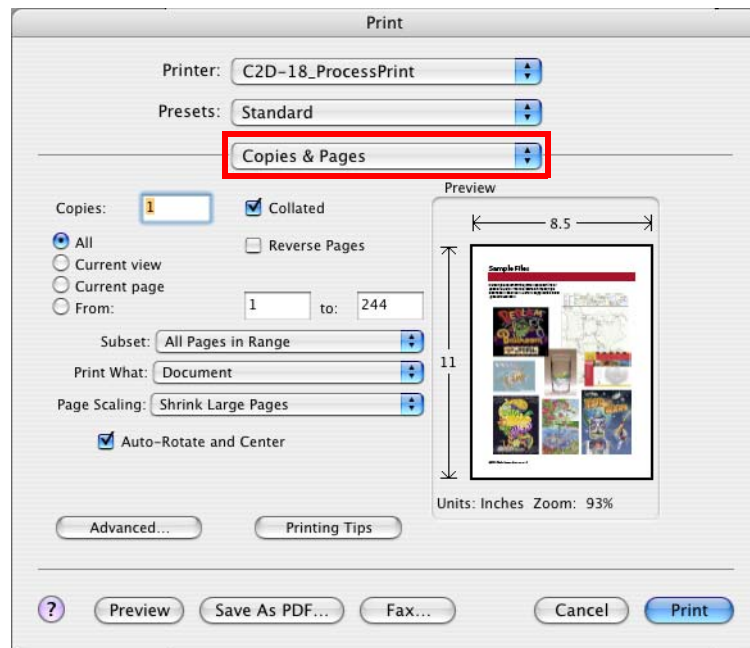 Print
Printer: C2D-18_ProcessPrint
Presets: Standard
Copies & Pages
Copies: 1
Collated
All
Reverse Pages
Current view
Current page
From: 1 to: 244
Subset: All Pages in Range
Print What: Document
Page Scaling: Shrink Large Pages
Auto-Rotate and Center
Advanced...
Printing Tips
Preview
8.5
11
Sample Files
Units: Inches Zoom: 93%
?
Preview
Save As PDF...
Fax...
Cancel
Print